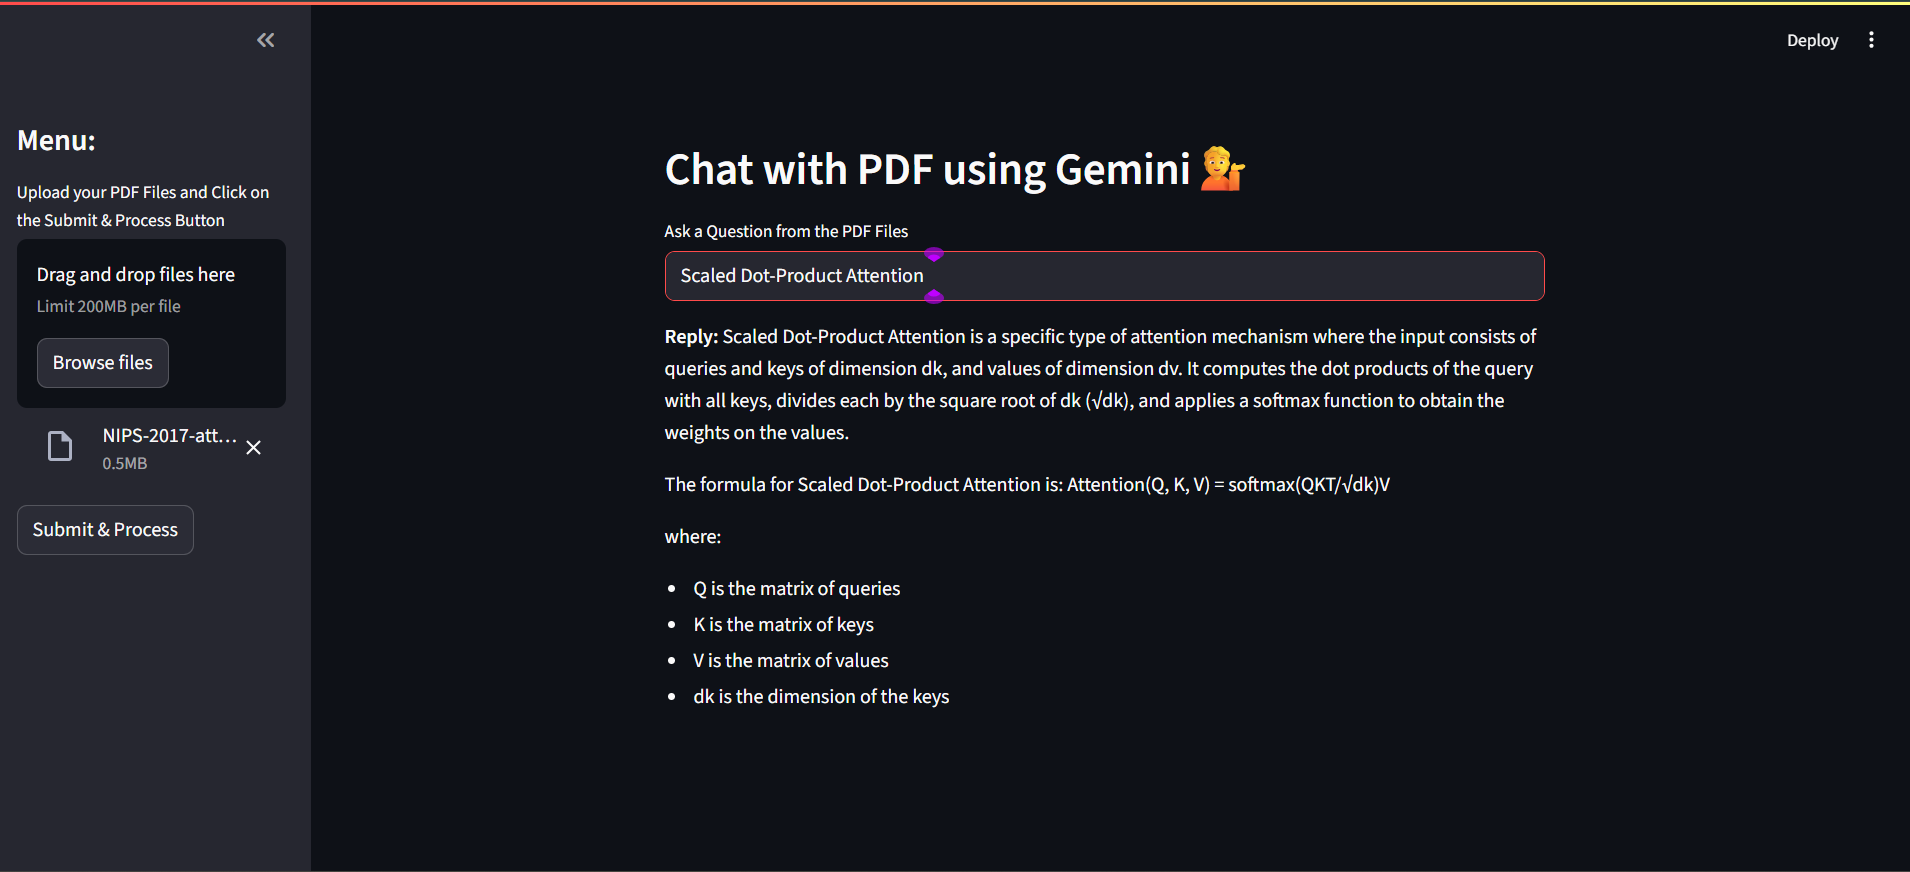 Deploy
Menu:
Upload your PDF Files and Click on
the Submit & Process Button
Drag and drop files here
Limit 200MB per file
Browse files
NIPS-2017-att...
0.5MB
Submit & Process
Chat with PDF using Gemini 💁
Ask a Question from the PDF Files
Scaled Dot-Product Attention
Reply: Scaled Dot-Product Attention is a specific type of attention mechanism where the input consists of
queries and keys of dimension dk, and values of dimension dv. It computes the dot products of the query
with all keys, divides each by the square root of dk (√dk), and applies a softmax function to obtain the
weights on the values.
The formula for Scaled Dot-Product Attention is: Attention(Q, K, V) = softmax(QKT/√dk)V
where:
• Q is the matrix of queries
• K is the matrix of keys
• V is the matrix of values
• dk is the dimension of the keys